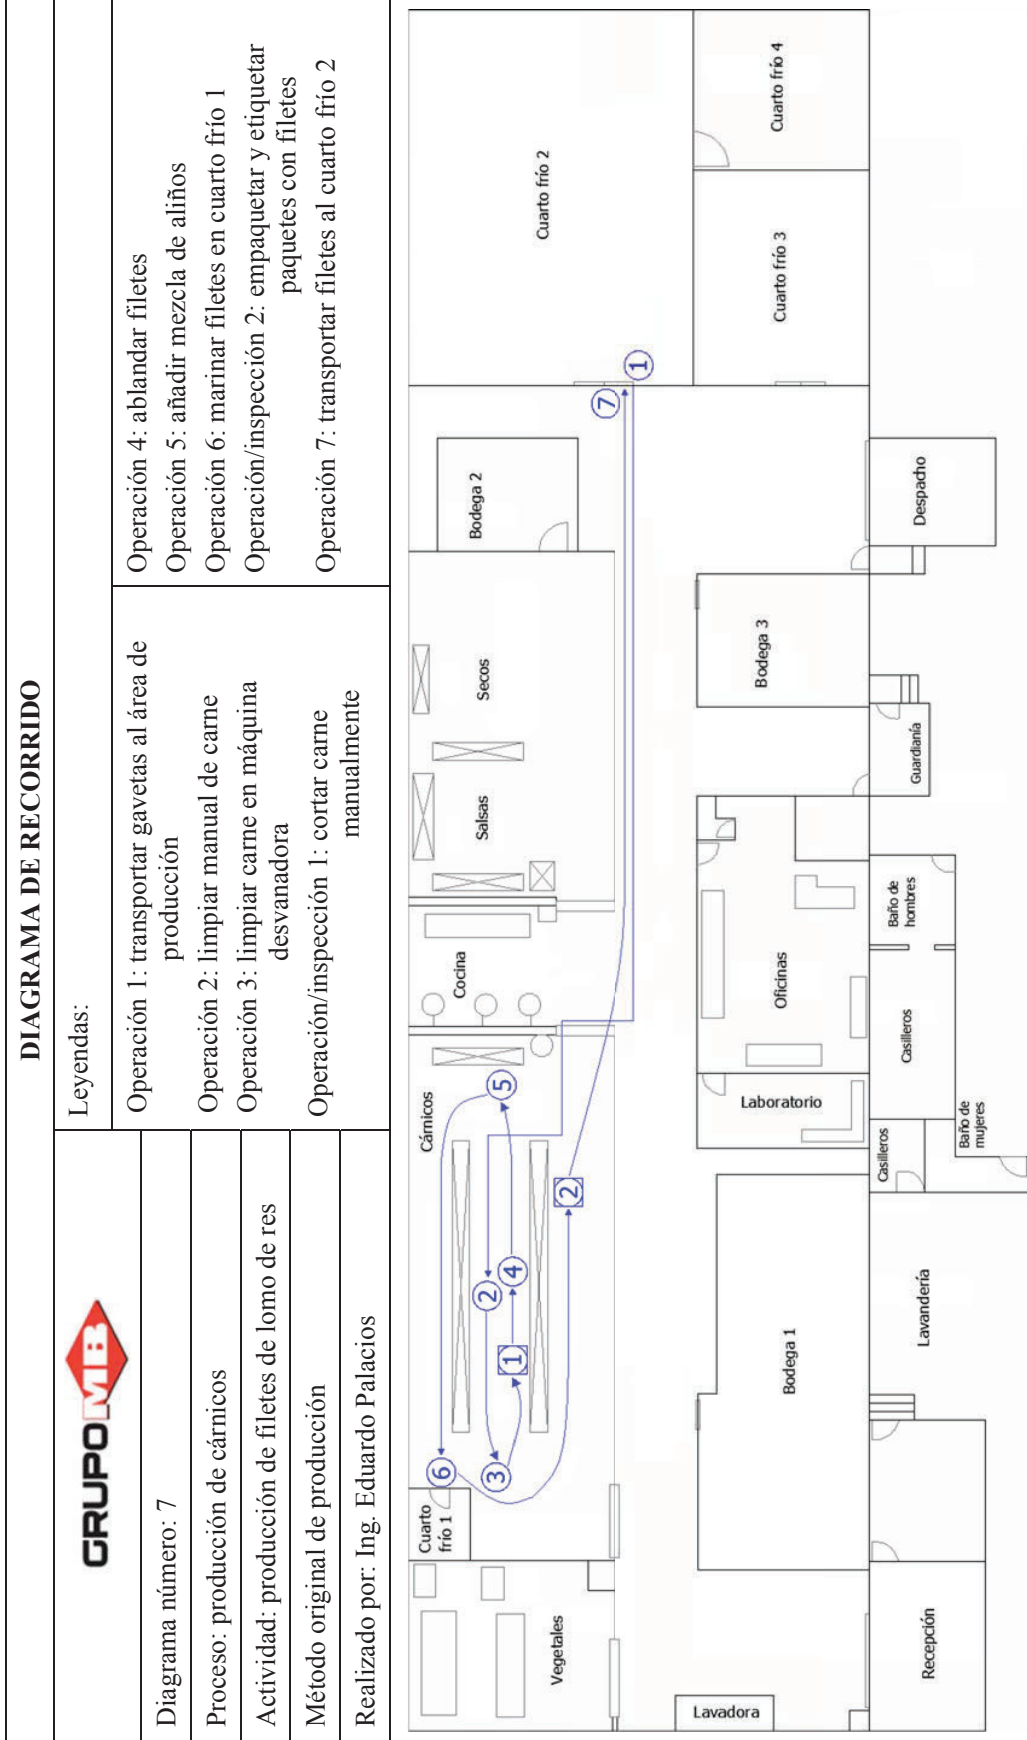 DIAGRAMA DE RECORRIDO
GRUPO MB
Diagrama número: 7
Proceso: producción de cárnicos
Actividad: producción de filetes de lomo de res
Método original de producción
Realizado por: Ing. Eduardo Palacios
Leyendas:
Operación 1: transportar gavetas al área de
producción
Operación 2: limpiar manual de carne
Operación 3: limpiar carne en máquina
desvanadora
Operación/inspección 1: cortar carne
manualmente
Operación 4: ablandar filetes
Operación 5: añadir mezcla de aliños
Operación 6: marinar filetes en cuarto frío 1
Operación/inspección 2: empaquetar y etiquetar
paquetes con filetes
Operación 7: transportar filetes al cuarto frío 2
Vegetales
Cuarto
frío 1
Cárnicos
Cocina
Salsas
Secos
Bodega 2
Cuarto frío 2
6
3
1
2
4
5
2
7
1
Lavadora
Bodega 1
Laboratorio
Oficinas
Bodega 3
Cuarto frío 3
Cuarto frío 4
Recepción
Lavandería
Casilleros
Baño de
mujeres
Casilleros
Baño de
hombres
Guardianía
Despacho